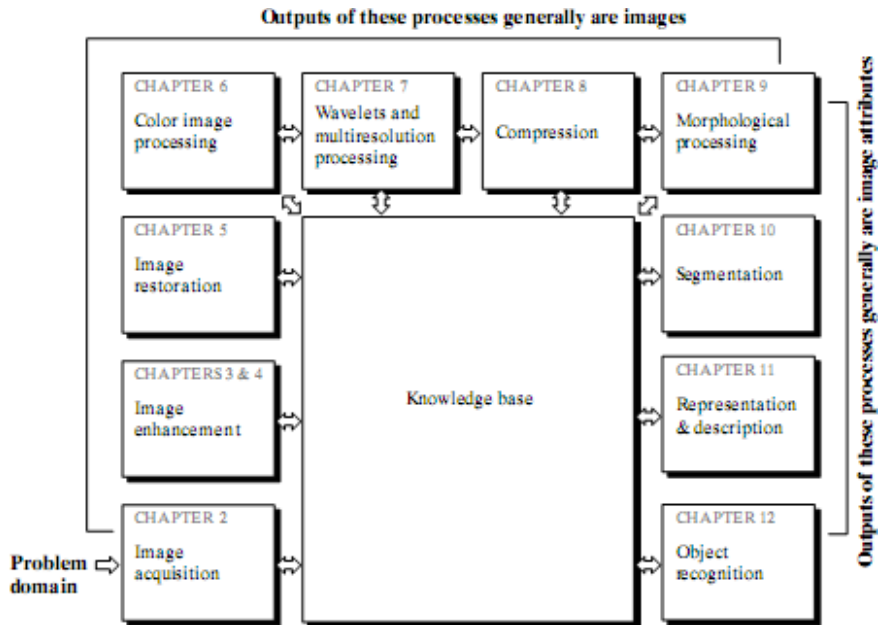 Outputs of these processes generally are images
CHAPTER 6
Color image
processing
CHAPTER 7
Wavelets and
multiresolution
processing
CHAPTER 8
Compression
CHAPTER 9
Morphological
processing
CHAPTER 5
Image
restoration
CHAPTER 10
Segmentation
CHAPTERS 3 & 4
Image
enhancement
Knowledge base
CHAPTER 11
Representation
& description
CHAPTER 2
Image
acquisition
CHAPTER 12
Object
recognition
Problem
domain
Outputs of these processes generally are image attributes